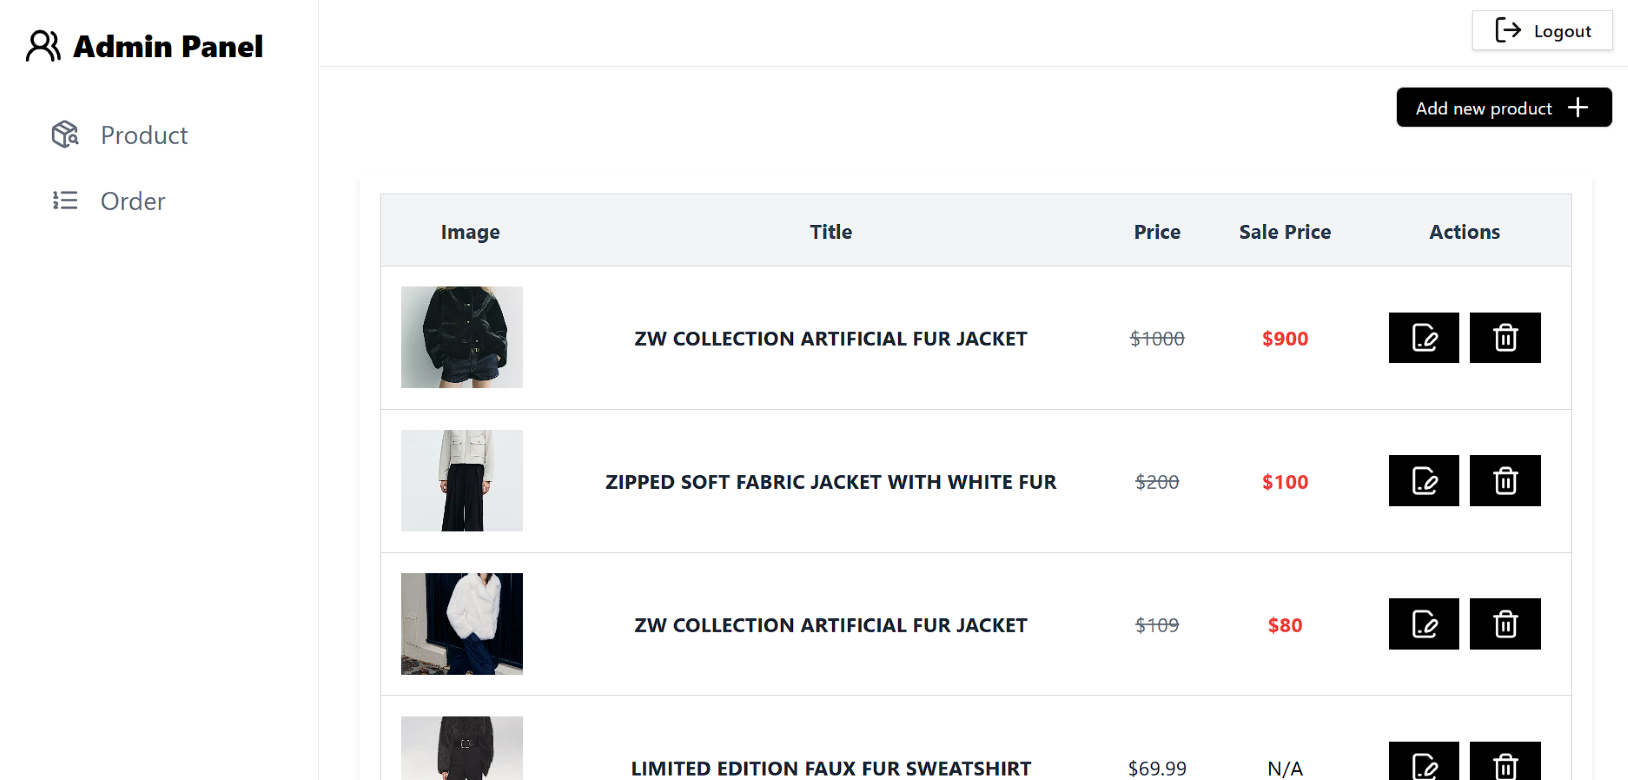 Admin Panel
Logout
Product
Add new product
Order
Image Title Price Sale Price Actions
ZW COLLECTION ARTIFICIAL FUR JACKET $1000 $900
ZIPPED SOFT FABRIC JACKET WITH WHITE FUR $200 $100
ZW COLLECTION ARTIFICIAL FUR JACKET $109 $80
LIMITED EDITION FAUX FUR SWEATSHIRT $69.99 N/A